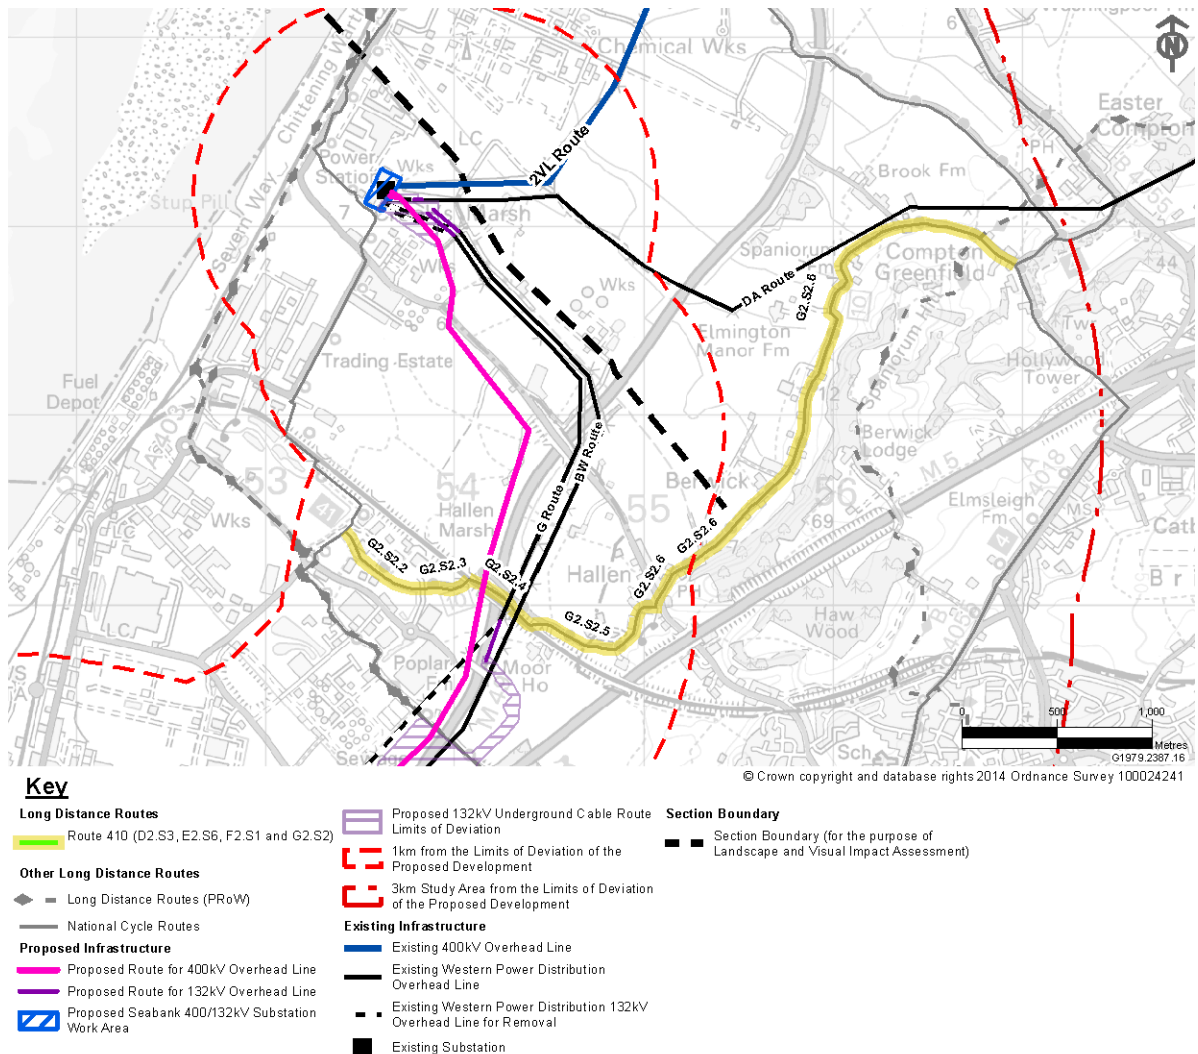 Chemical Wks
6
Easter
Compton
PH
N
Chittering
LC
Wks
Power
Station
2VL Route
Brook Fm
Stup Pill
7
Marsh
Severn Way
Spaniorum
Compton
Greenfield
44
Wks
Wks
DA Route
G2.S2.6
Elmington
Manor Fm
6
Trading Estate
Hollywood
Tower
Fuel
Depot
2
Spaniorum
A403
BW Route
Berwick
Lodge
53
54
Hallen
Marsh
G Route
Berwick
55
Elmsleigh
Fm
MS
Wks
69
G2.S2.2
G2.S2.3
G2.S2.4
G2.S2.6
G2.S2.6
Hallen
PH
G2.S2.5
Haw
Wood
LC
Poplar
Moor
Ho
Sch
0
500
1,000
Metres
G1979.2387.16
© Crown copyright and database rights 2014 Ordnance Survey 100024241
Key
Long Distance Routes
Route 410 (D2.S3, E2.S6, F2.S1 and G2.S2)
Other Long Distance Routes
Long Distance Routes (PRoW)
National Cycle Routes
Proposed Infrastructure
Proposed Route for 400kV Overhead Line
Proposed Route for 132kV Overhead Line
Proposed Seabank 400/132kV Substation
Work Area
Proposed 132kV Underground Cable Route
Limits of Deviation
1km from the Limits of Deviation of the
Proposed Development
3km Study Area from the Limits of Deviation
of the Proposed Development
Existing Infrastructure
Existing 400kV Overhead Line
Existing Western Power Distribution
Overhead Line
Existing Western Power Distribution 132kV
Overhead Line for Removal
Existing Substation
Section Boundary
Section Boundary (for the purpose of
Landscape and Visual Impact Assessment)